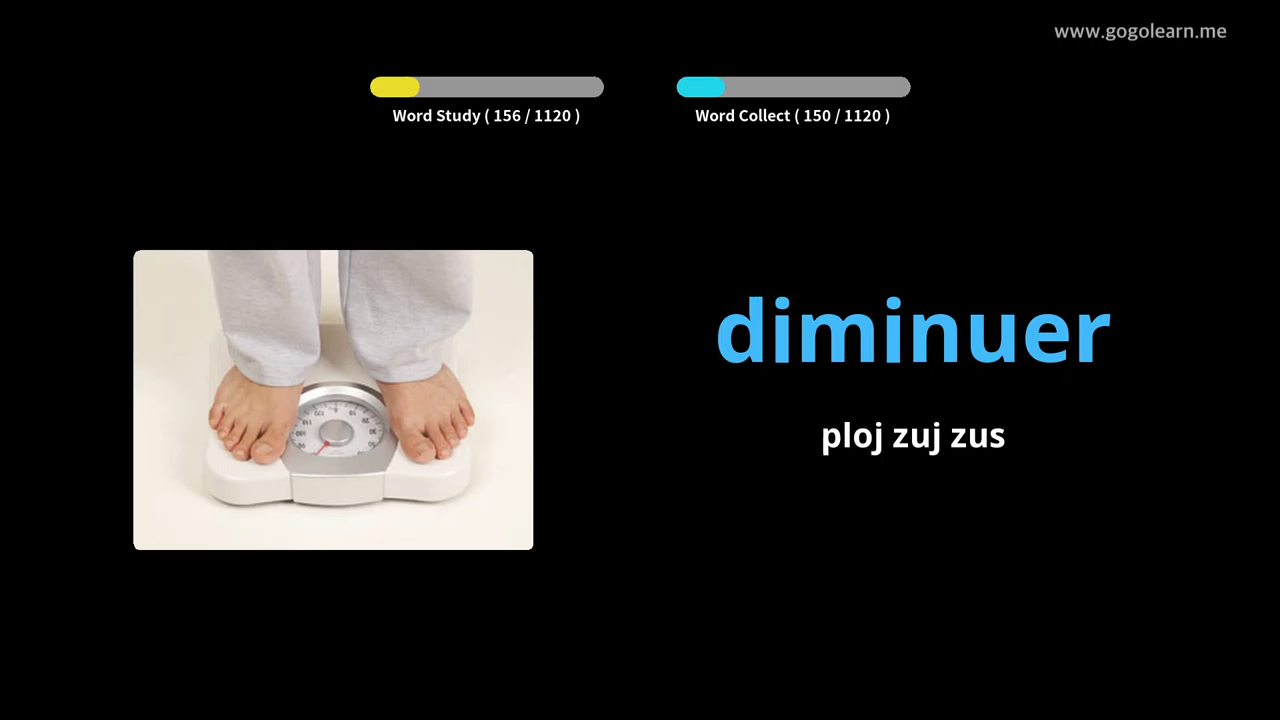 www.gogolearn.me
Word Study ( 156 / 1120 )
Word Collect ( 150 / 1120 )
diminuer
ploj zuj zus